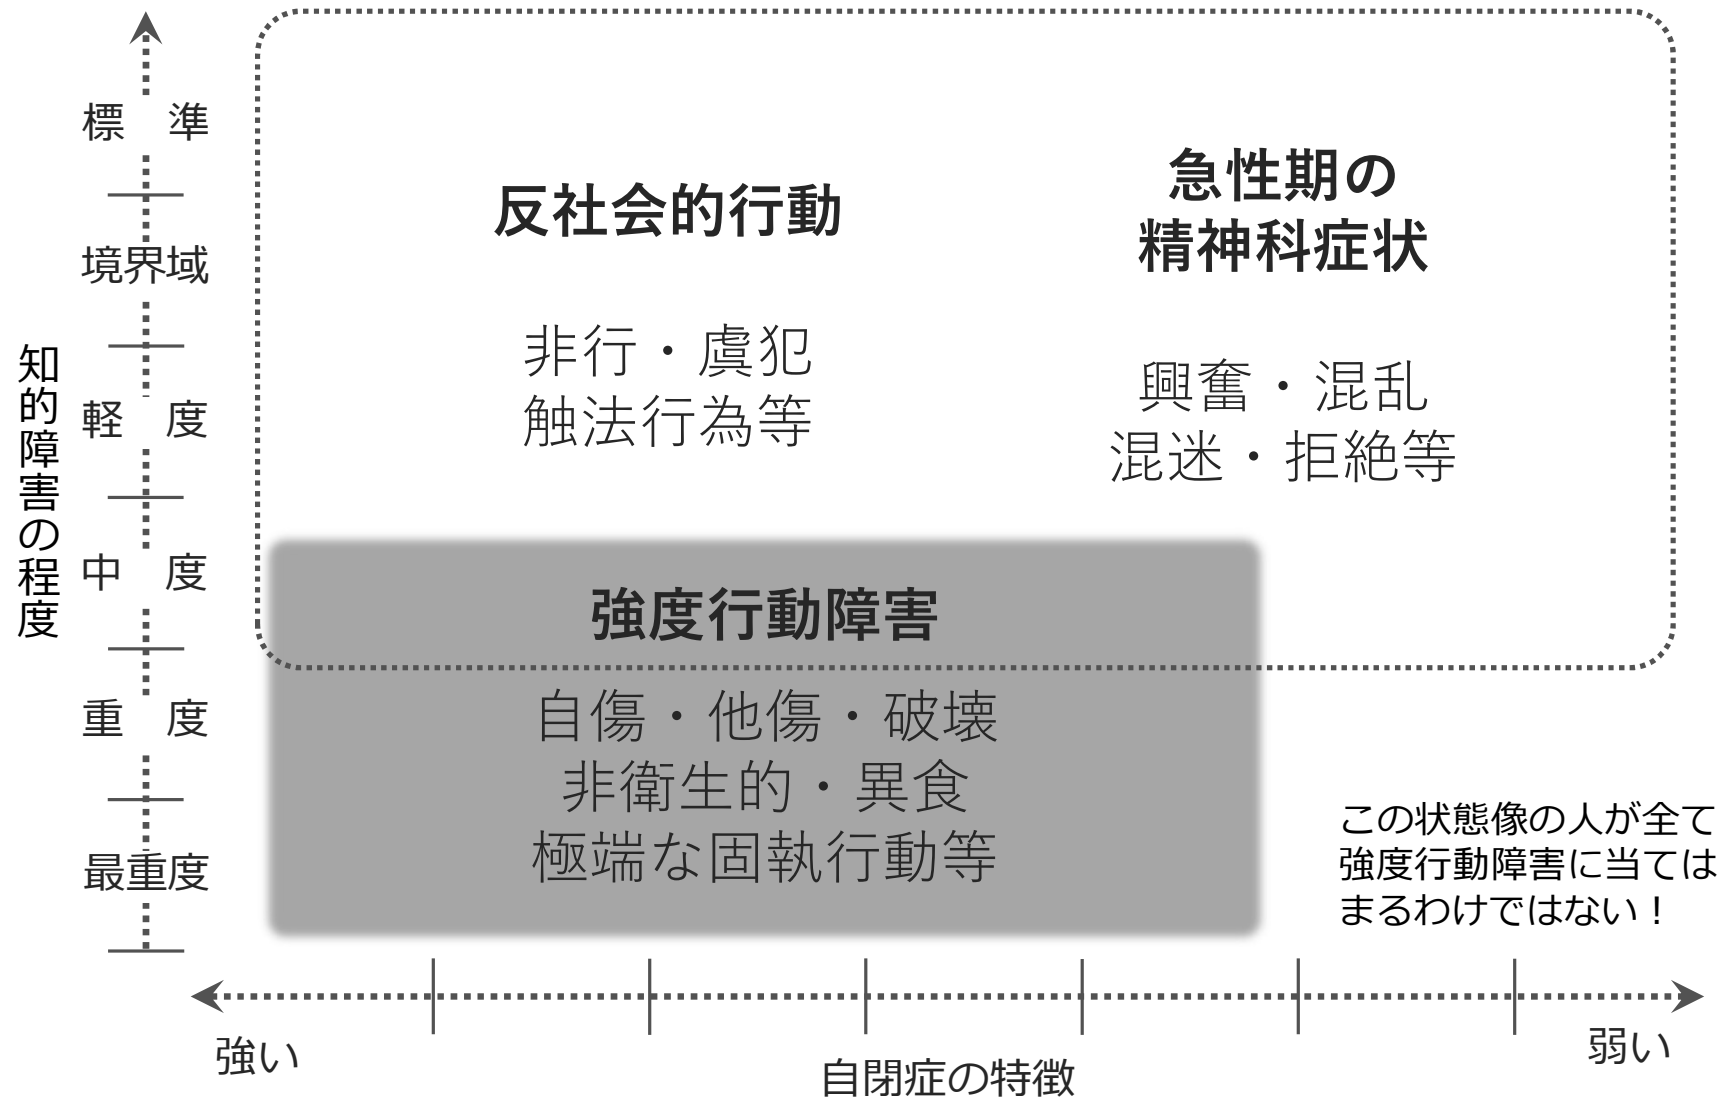 知的障害の程度
標　準
境界域
軽　度
中　度
重　度
最重度
反社会的行動
非行・虞犯
触法行為等
急性期の
精神科症状
興奮・混乱
混迷・拒絶等
強度行動障害
自傷・他傷・破壊
非衛生的・異食
極端な固執行動等
この状態像の人が全て
強度行動障害に当ては
まるわけではない！
強い
自閉症の特徴
弱い